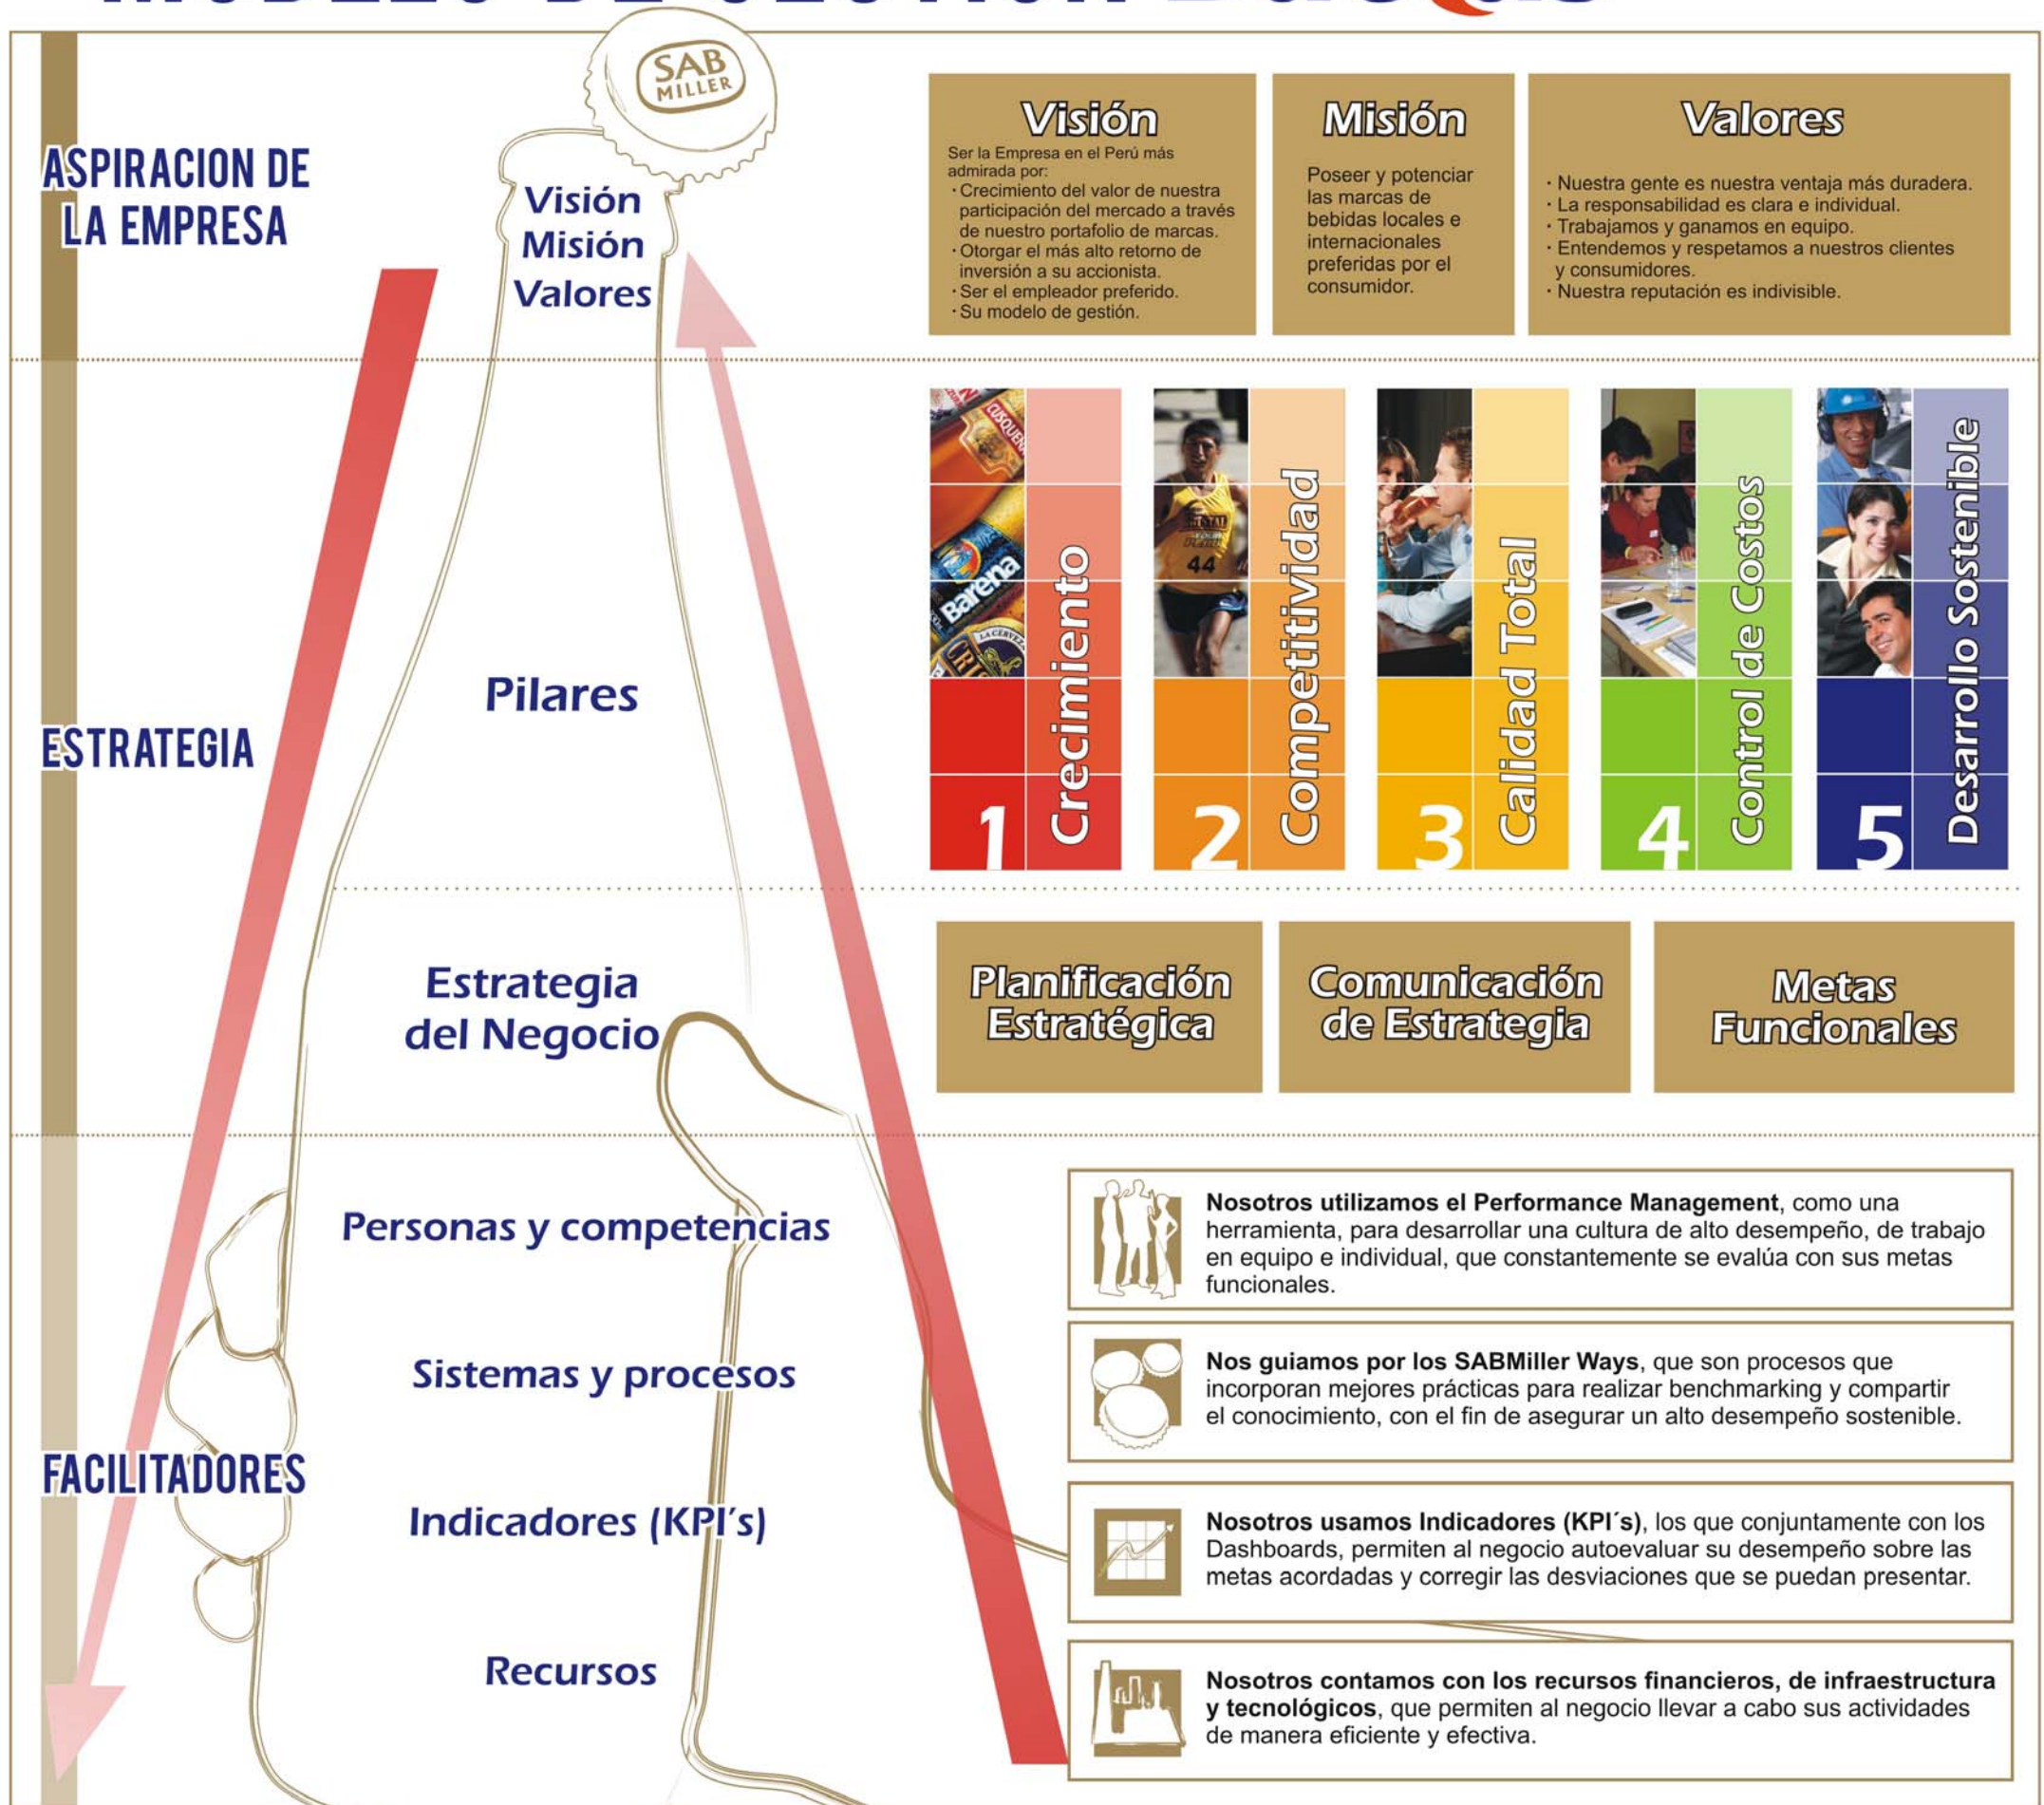 MODELO DE GESTIÓN Backus
SAB
MILLER
ASPIRACION DE
LA EMPRESA
Visión
Misión
Valores
Visión
Ser la Empresa en el Perú más
admirada por:
· Crecimiento del valor de nuestra
participación del mercado a través
de nuestro portafolio de marcas.
· Otorgar el más alto retorno de
inversión a su accionista.
· Ser el empleador preferido.
· Su modelo de gestión.
Misión
Poseer y potenciar
las marcas de
bebidas locales e
internacionales
preferidas por el
consumidor.
Valores
· Nuestra gente es nuestra ventaja más duradera.
· La responsabilidad es clara e individual.
· Trabajamos y ganamos en equipo.
· Entendemos y respetamos a nuestros clientes
y consumidores.
· Nuestra reputación es indivisible.
ESTRATEGIA
Pilares
Barena
1 Crecimiento
44
2 Competitividad
3 Calidad Total
4 Control de Costos
5 Desarrollo Sostenible
Estrategia
del Negocio
Planificación
Estratégica
Comunicación
de Estrategia
Metas
Funcionales
FACILITADORES
Personas y competencias
Nosotros utilizamos el Performance Management, como una
herramienta, para desarrollar una cultura de alto desempeño, de trabajo
en equipo e individual, que constantemente se evalúa con sus metas
funcionales.
Sistemas y procesos
Nos guiamos por los SABMiller Ways, que son procesos que
incorporan mejores prácticas para realizar benchmarking y compartir
el conocimiento, con el fin de asegurar un alto desempeño sostenible.
Indicadores (KPI´s)
Nosotros usamos Indicadores (KPI´s), los que conjuntamente con los
Dashboards, permiten al negocio autoevaluar su desempeño sobre las
metas acordadas y corregir las desviaciones que se puedan presentar.
Recursos
Nosotros contamos con los recursos financieros, de infraestructura
y tecnológicos, que permiten al negocio llevar a cabo sus actividades
de manera eficiente y efectiva.